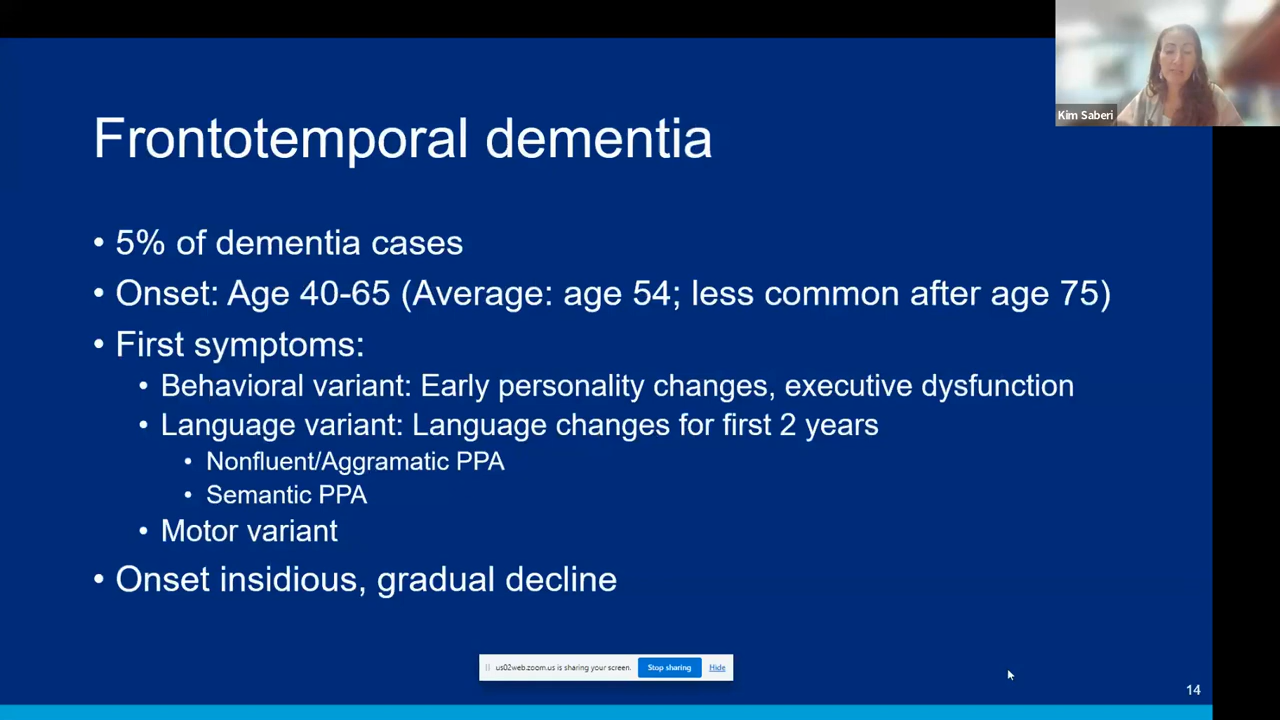 Kim Saberi
Frontotemporal dementia
• 5% of dementia cases
• Onset: Age 40-65 (Average: age 54; less common after age 75)
• First symptoms:
• Behavioral variant: Early personality changes, executive dysfunction
• Language variant: Language changes for first 2 years
• Nonfluent/Aggramatic PPA
• Semantic PPA
• Motor variant
• Onset insidious, gradual decline
us02web.zoom.us is sharing your screen. Stop sharing Hide
14